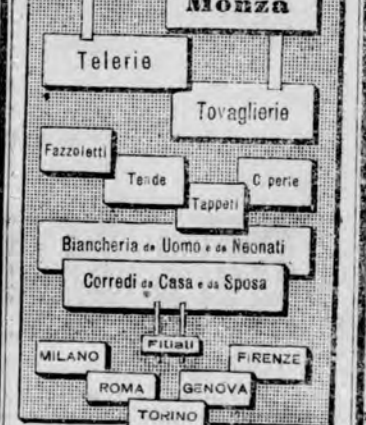 Monza
Telerie
Tovaglierie
Fazzoletti
Tende
C perte
Tappeti
Biancheria da Uomo e da Neonati
Corredi da Casa e da Sposa
Filiali
MILANO
FIRENZE
ROMA
GENOVA
TORINO